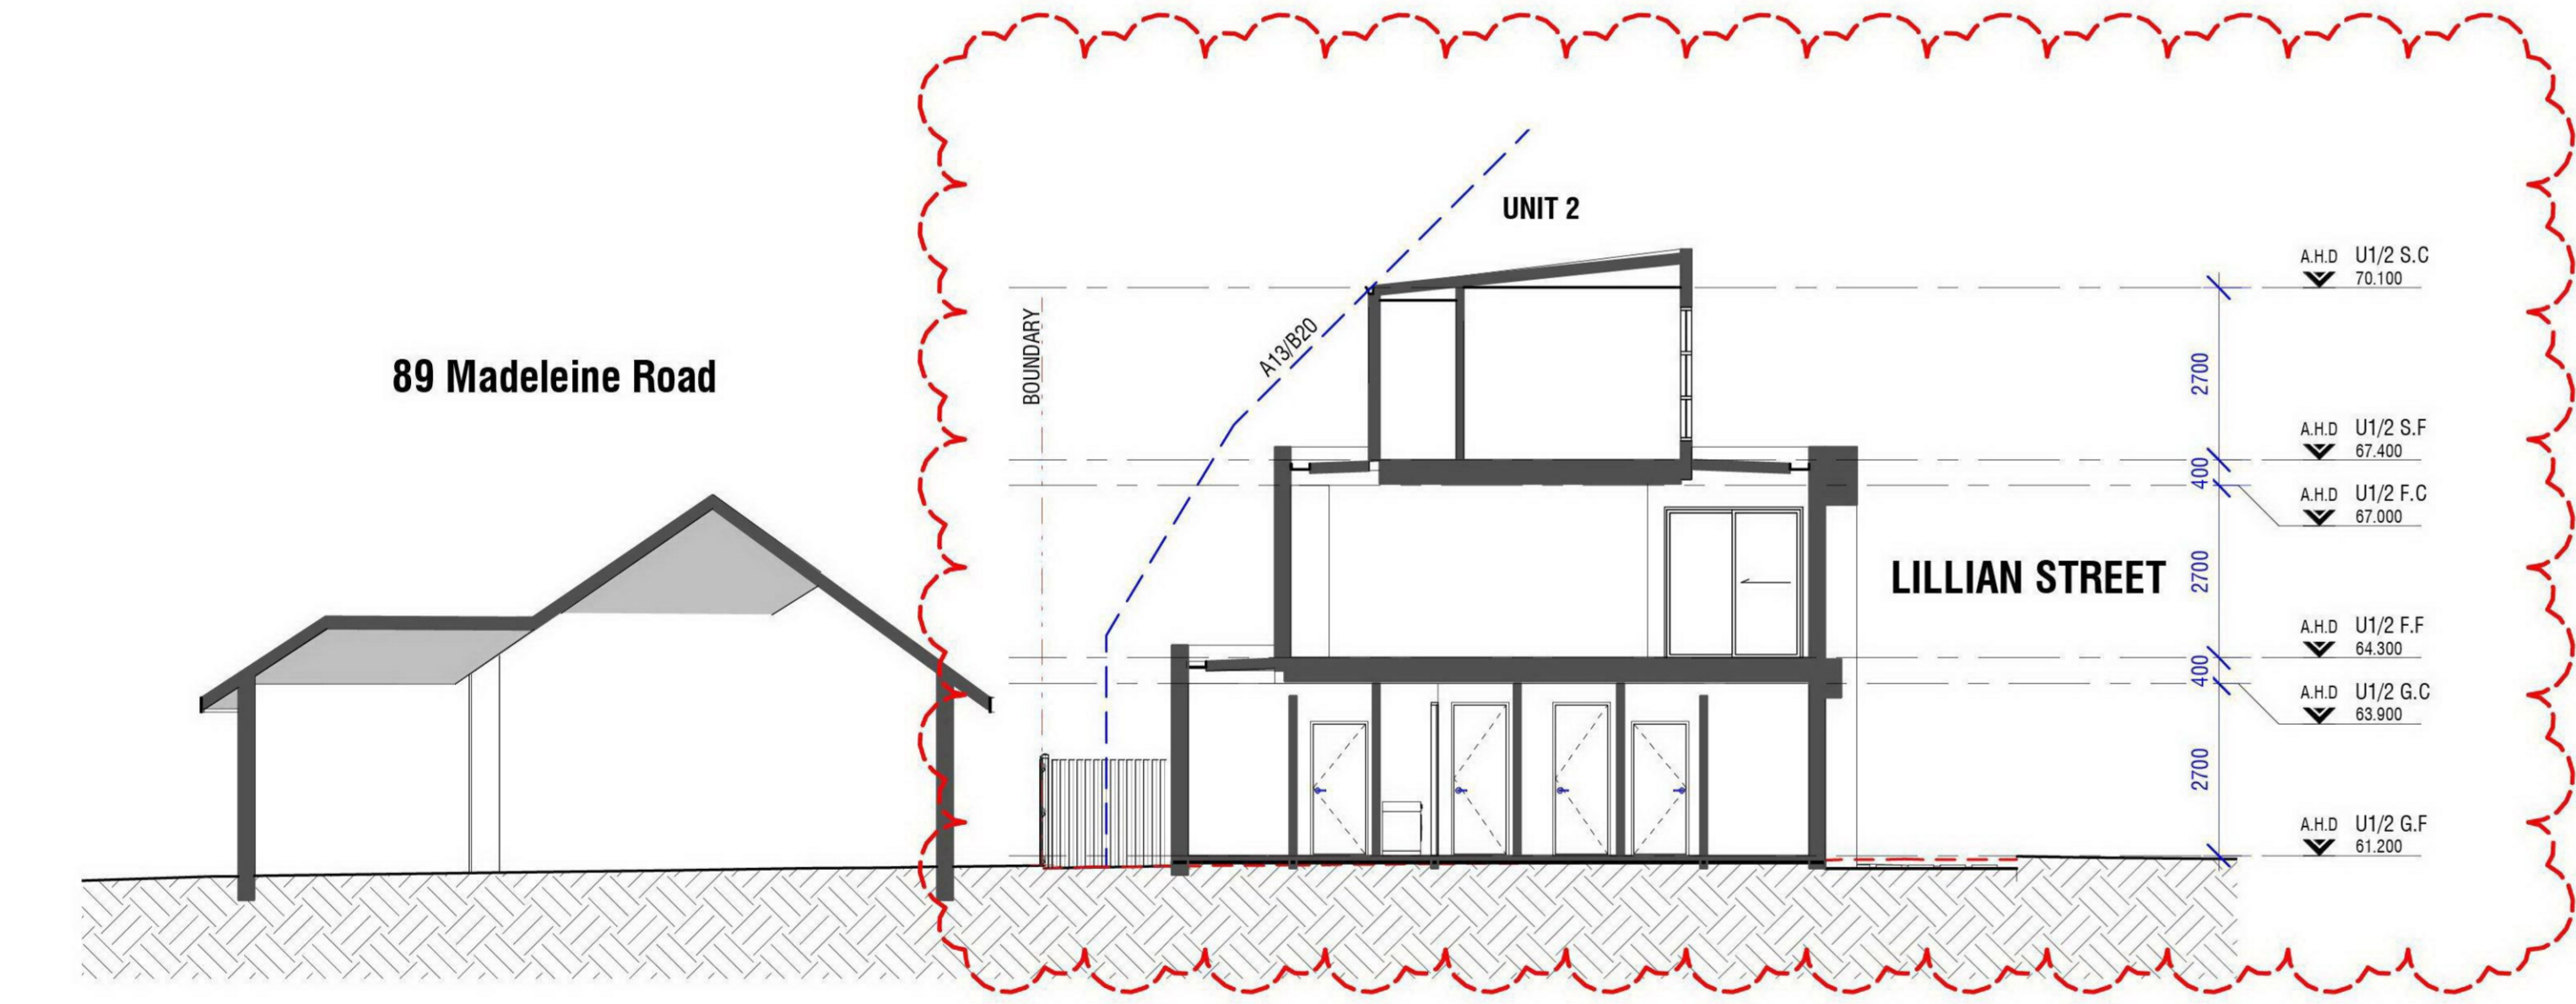 UNIT 2
89 Madeleine Road
BOUNDARY
A13/B20
LILLIAN STREET
2700
400
2700
400
2700
A.H.D U1/2 S.C
70.100
A.H.D U1/2 S.F
67.400
A.H.D U1/2 F.C
67.000
A.H.D U1/2 F.F
64.300
A.H.D U1/2 G.C
63.900
A.H.D U1/2 G.F
61.200